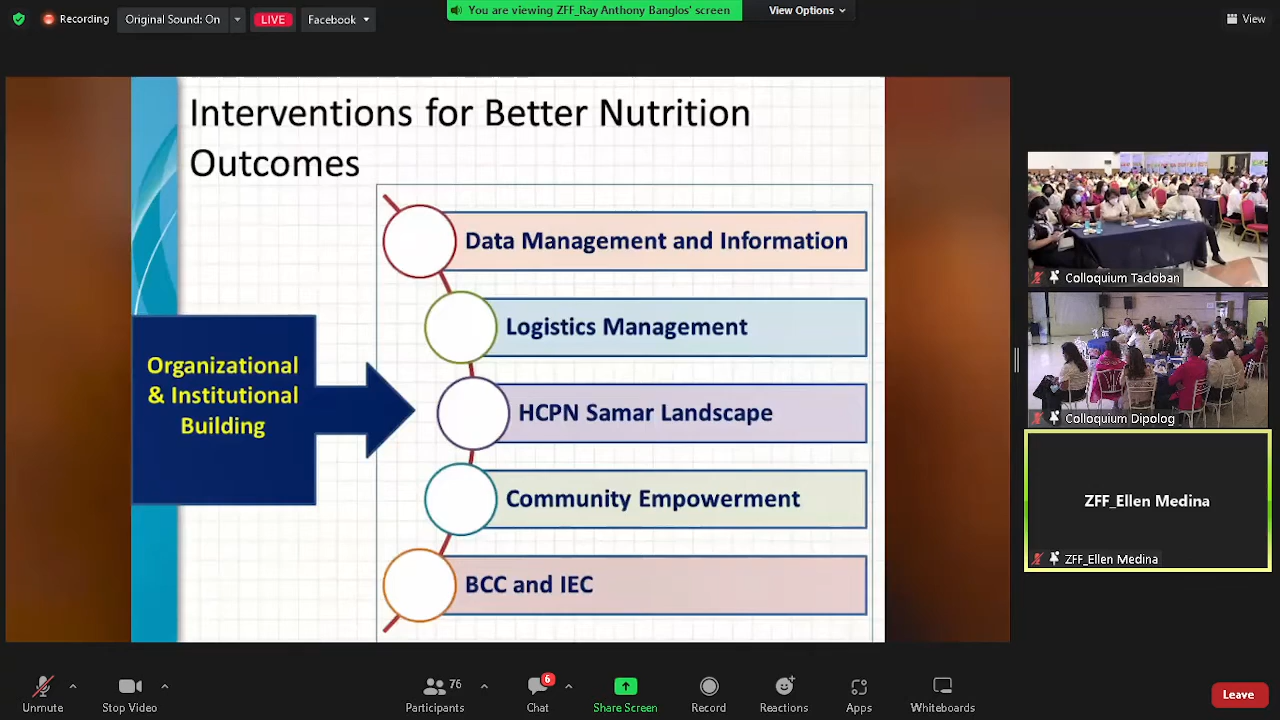 Recording
Original Sound: On
LIVE
Facebook
You are viewing ZFF_Ray Anthony Banglos' screen
View Options
View
Interventions for Better Nutrition
Outcomes
Organizational
& Institutional
Building
Data Management and Information
Logistics Management
HCPN Samar Landscape
Community Empowerment
BCC and IEC
Colloquium Tacloban
Colloquium Dipolog
ZFF_Ellen Medina
ZFF_Ellen Medina
Unmute
Stop Video
76
Participants
6
Chat
Share Screen
Record
Reactions
Apps
Whiteboards
Leave